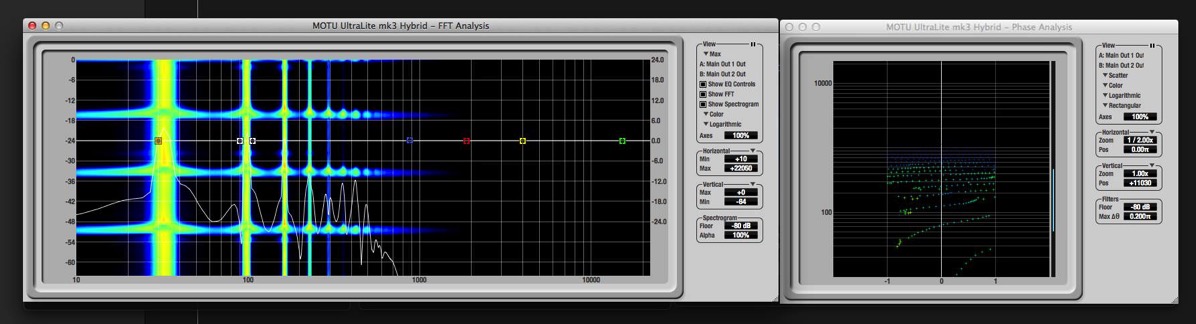 MOTU UltraLite mk3 Hybrid – FFT Analysis
0
-6
-12
-18
-24
-30
-36
-42
-48
-54
-60
24.0
18.0
12.0
6.0
0.0
-6.0
-12.0
-18.0
-24.0
10
100
1000
10000
View
Max
A: Main Out 1 Out
B: Main Out 2 Out
Show EQ Controls
Show FFT
Show Spectrogram
Color
Logarithmic
Axes 100%
Horizontal
Min +10
Max +22050
Vertical
Max +0
Min -64
Spectrogram
Floor -80 dB
Alpha 100%
MOTU UltraLite mk3 Hybrid – Phase Analysis
10000
100
-1
0
1
View
A: Main Out 1 Out
B: Main Out 2 Out
Scatter
Color
Logarithmic
Rectangular
Axes 100%
Horizontal
Zoom 1 / 2.00x
Pos 0.00π
Vertical
Zoom 1.00x
Pos +11030
Filters
Floor -80 dB
Max Δθ 0.200π